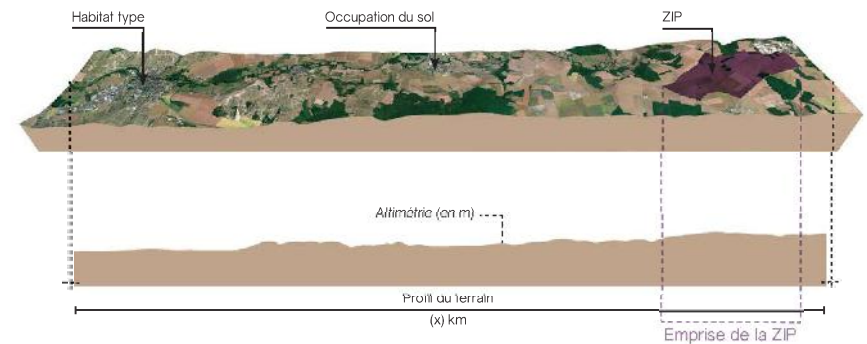 Habitat type
Occupation du sol
ZIP
Altimétrie (en m)
Profil du terrain
(x) km
Emprise de la ZIP